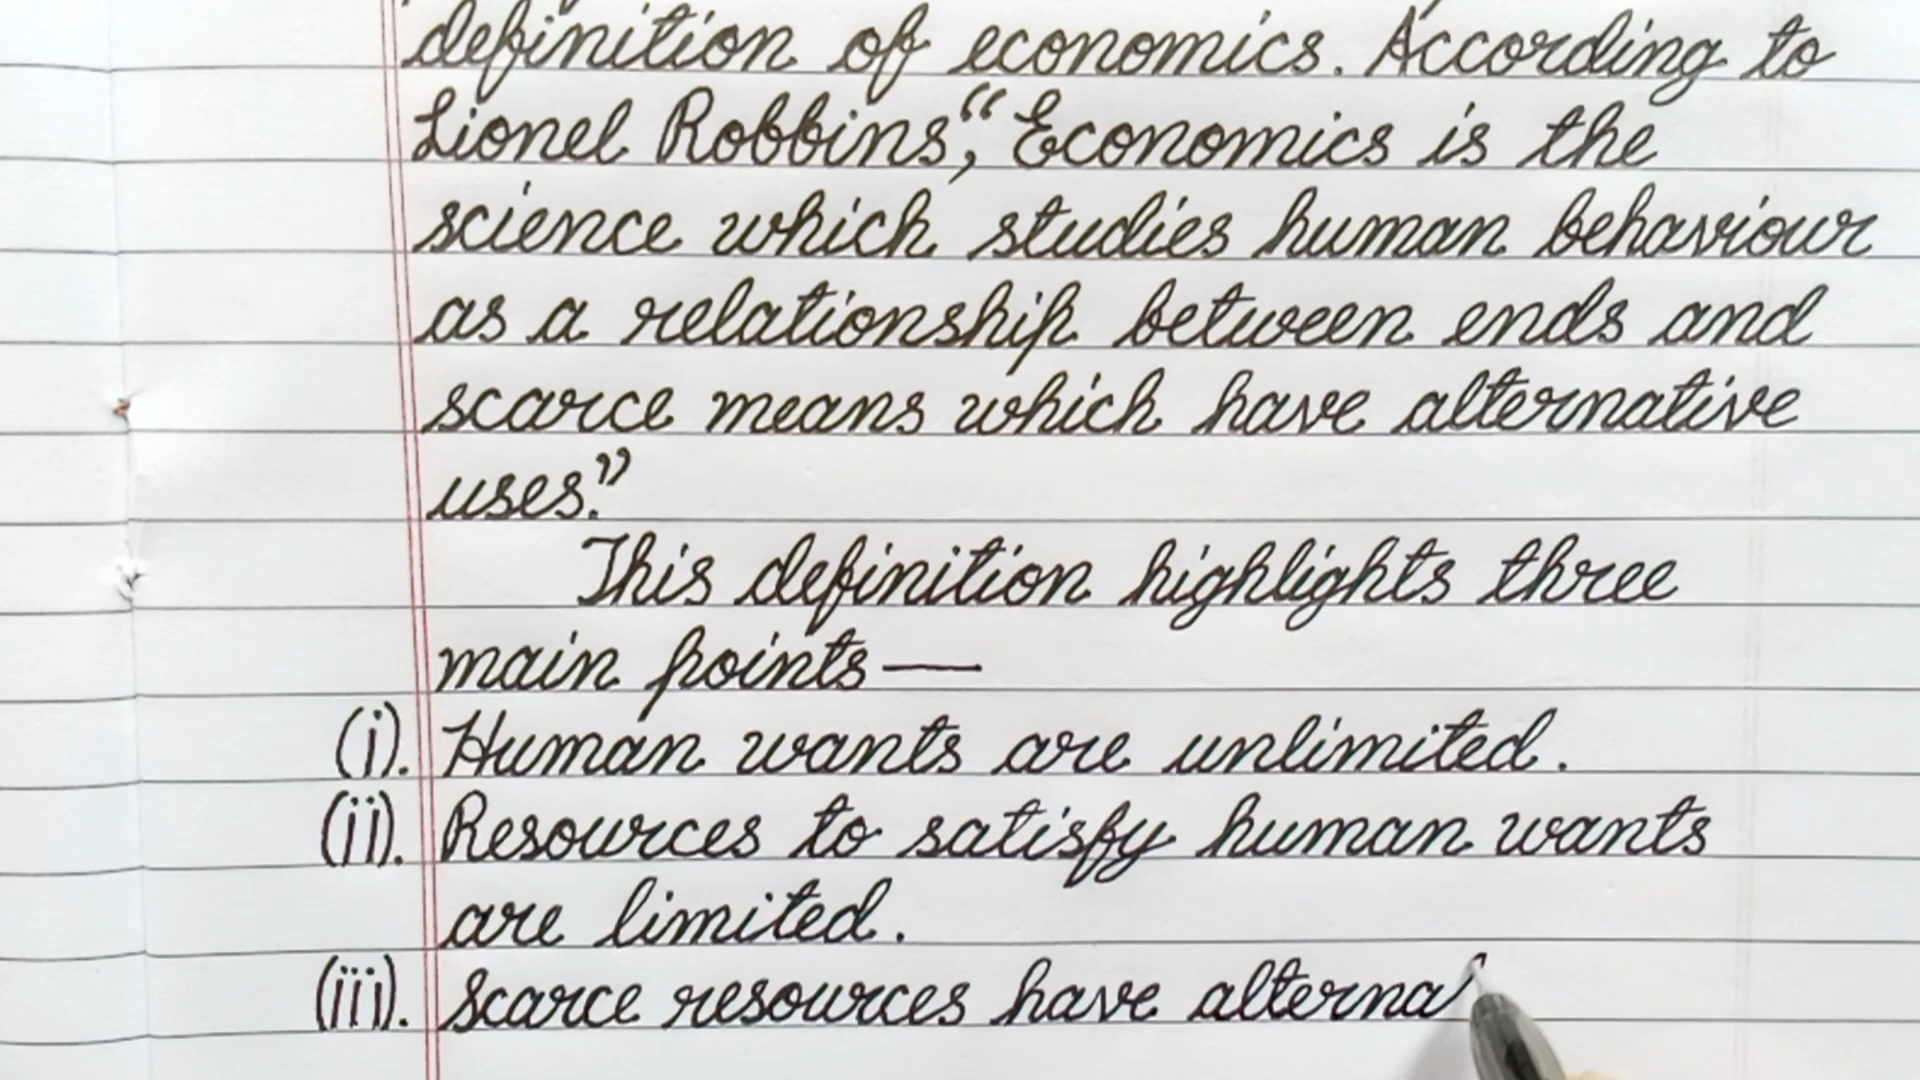 definition of economics. According to
Lionel Robbins, “Economics is the
science which studies human behaviour
as a relationship between ends and
scarce means which have alternative
uses.”
This definition highlights three
main points—
(i). Human wants are unlimited.
(ii). Resources to satisfy human wants
are limited.
(iii). Scarce resources have alterna